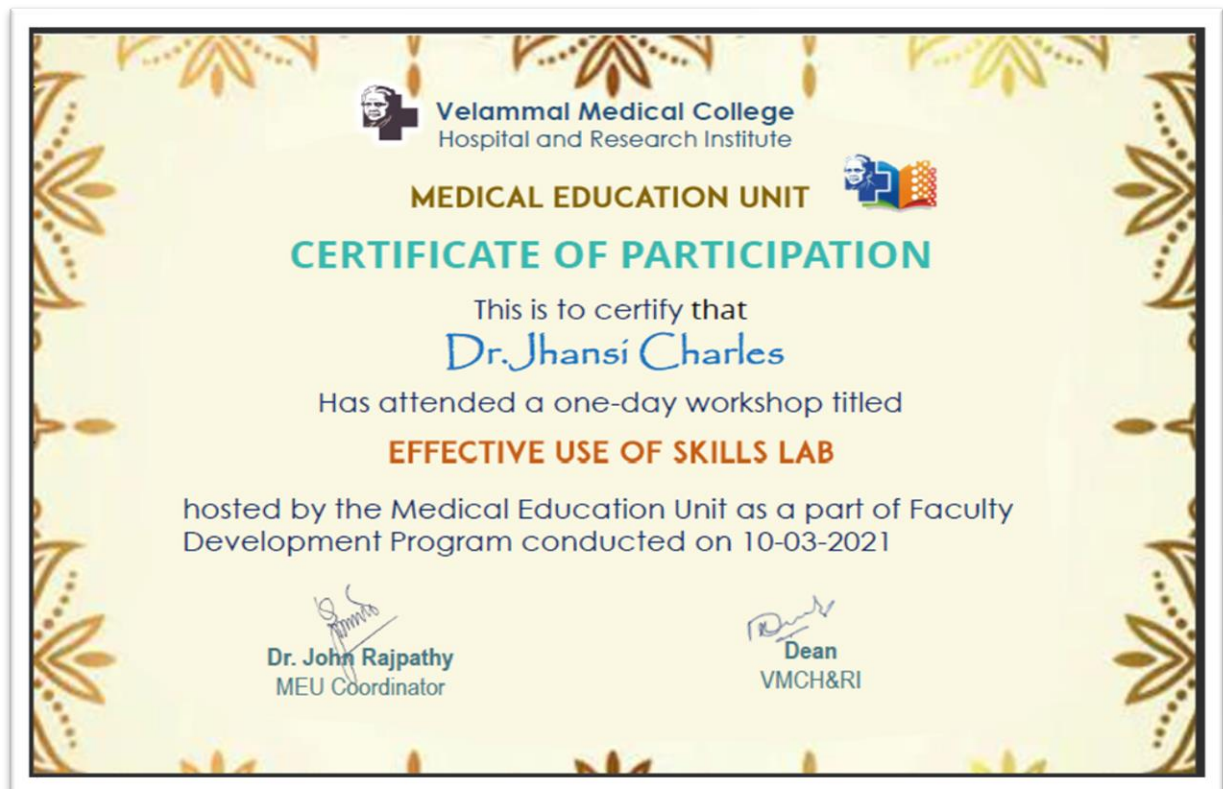 Velammal Medical College
Hospital and Research Institute
MEDICAL EDUCATION UNIT
CERTIFICATE OF PARTICIPATION
This is to certify that
Dr.Jhansi Charles
Has attended a one-day workshop titled
EFFECTIVE USE OF SKILLS LAB
hosted by the Medical Education Unit as a part of Faculty
Development Program conducted on 10-03-2021
Dr. John Rajpathy
MEU Coordinator
Dean
VMCH&RI